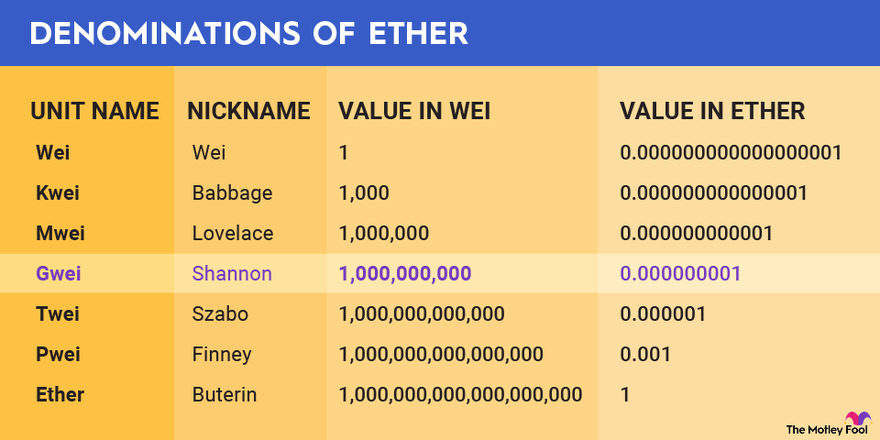 DENOMINATIONS OF ETHER
UNIT NAME NICKNAME VALUE IN WEI VALUE IN ETHER
Wei Wei 1 0.000000000000000001
Kwei Babbage 1,000 0.000000000000001
Mwei Lovelace 1,000,000 0.000000000001
Gwei Shannon 1,000,000,000 0.000000001
Twei Szabo 1,000,000,000,000 0.000001
Pwei Finney 1,000,000,000,000,000 0.001
Ether Buterin 1,000,000,000,000,000,000 1
The Motley Fool